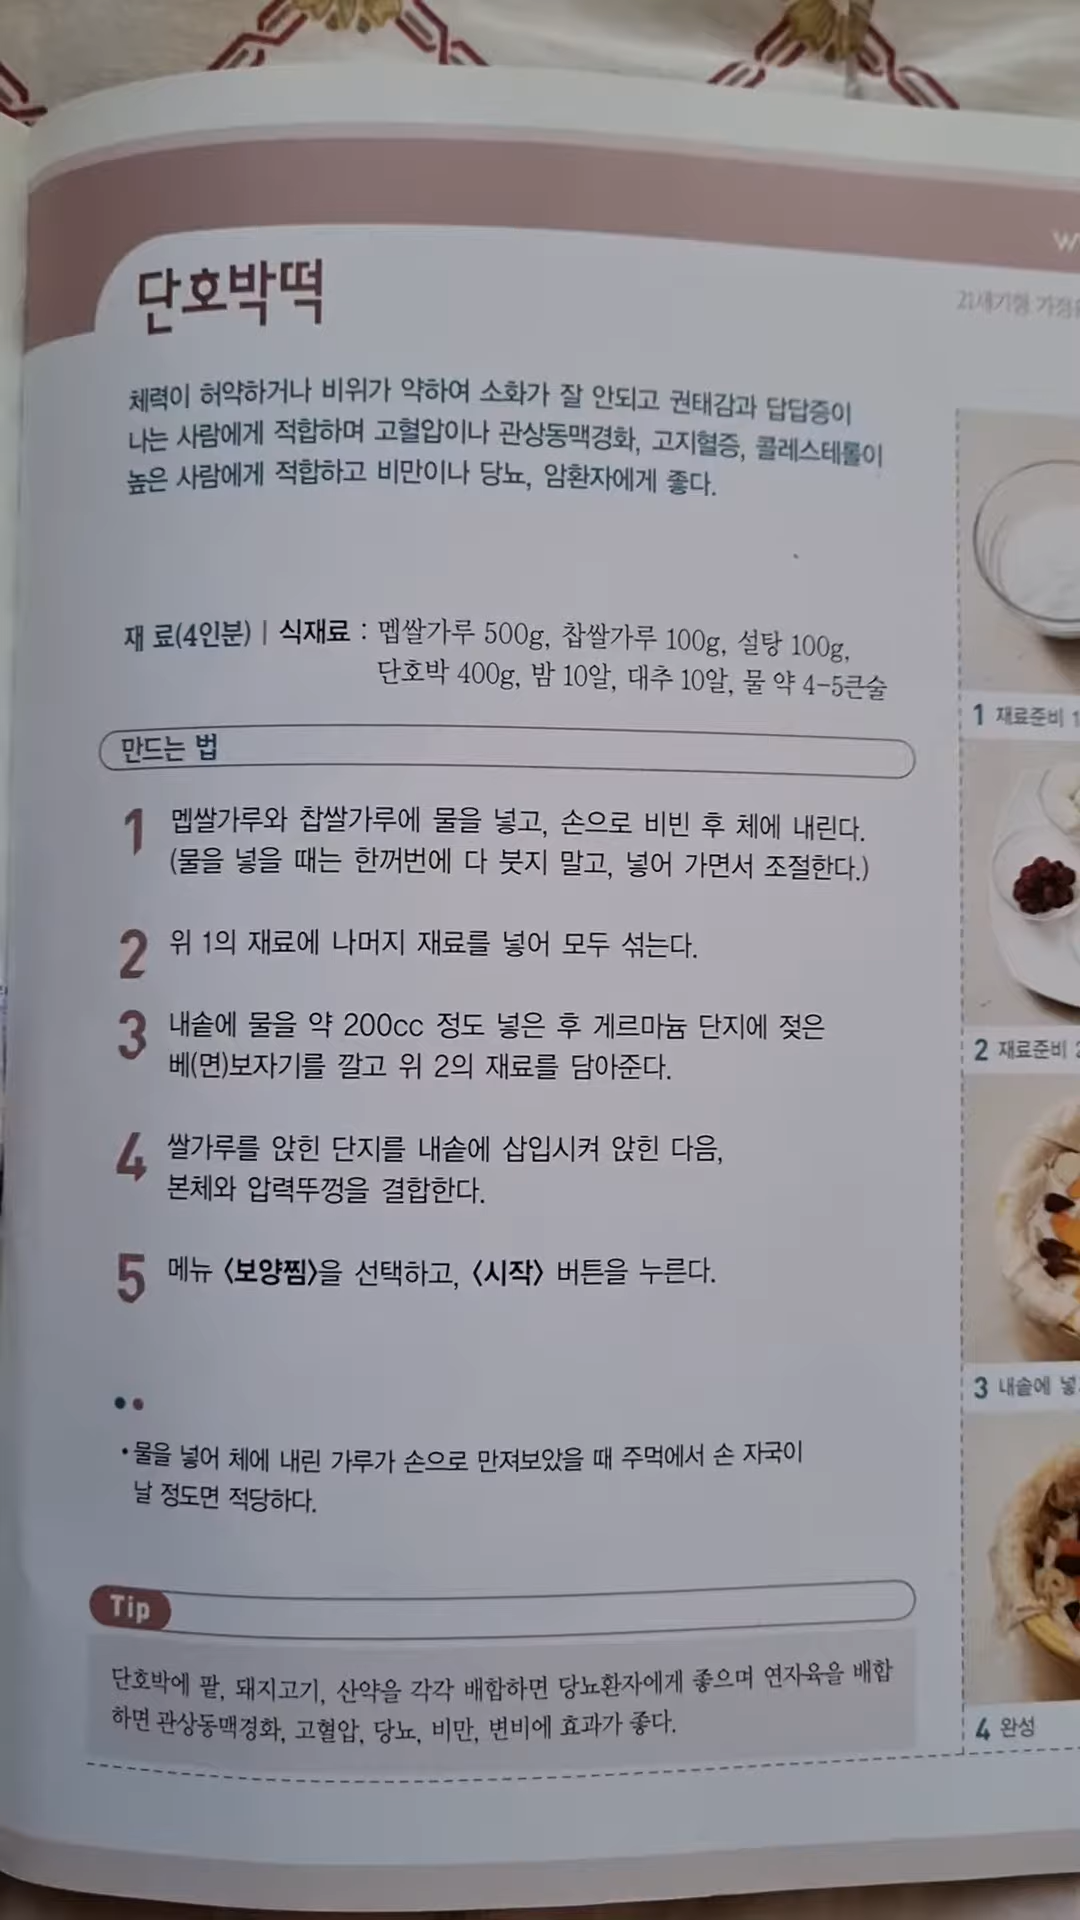 단호박떡
21세기형
체력이 허약하거나 비위가 약하여 소화가 잘 안되고 권태감과 답답증이
나는 사람에게 적합하며 고혈압이나 관상동맥경화, 고지혈증, 콜레스테롤이
높은 사람에게 적합하고 비만이나 당뇨, 암환자에게 좋다.
재 료(4인분) | 식재료 : 멥쌀가루 500g, 찹쌀가루 100g, 설탕 100g,
단호박 400g, 밤 10알, 대추 10알, 물 약 4-5큰술
만드는 법
1 멥쌀가루와 찹쌀가루에 물을 넣고, 손으로 비빈 후 체에 내린다.
(물을 넣을 때는 한꺼번에 다 붓지 말고, 넣어 가면서 조절한다.)
2 위 1의 재료에 나머지 재료를 넣어 모두 섞는다.
3 내솥에 물을 약 200cc 정도 넣은 후 게르마늄 단지에 젖은
베(면)보자기를 깔고 위 2의 재료를 담아준다.
4 쌀가루를 앉힌 단지를 내솥에 삽입시켜 앉힌 다음,
본체와 압력뚜껑을 결합한다.
5 메뉴 〈보양찜〉을 선택하고, 〈시작〉 버튼을 누른다.
• 물을 넣어 체에 내린 가루가 손으로 만져보았을 때 주먹에서 손 자국이
날 정도면 적당하다.
Tip
단호박에 팥, 돼지고기, 산약을 각각 배합하면 당뇨환자에게 좋으며 연자육을 배합
하면 관상동맥경화, 고혈압, 당뇨, 비만, 변비에 효과가 좋다.
1 재료준비 1
2 재료준비 2
3 내솥에
4 완성